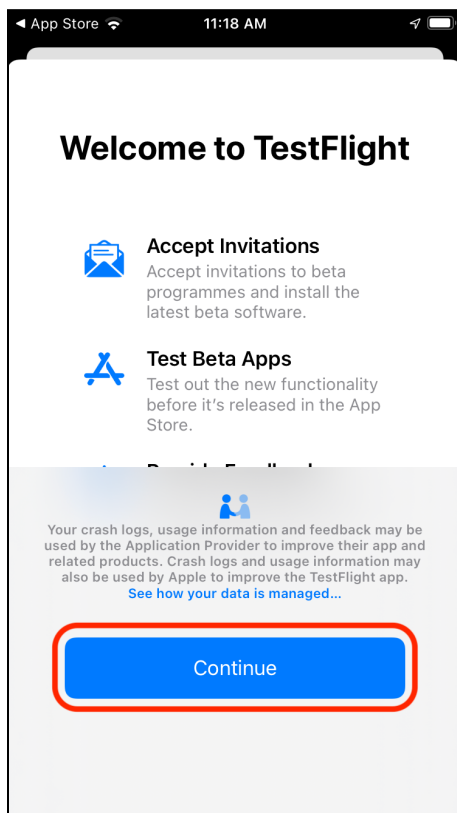 ◀ App Store
11:18 AM
Welcome to TestFlight
Accept Invitations
Accept invitations to beta
programmes and install the
latest beta software.
Test Beta Apps
Test out the new functionality
before it's released in the App
Store.
Your crash logs, usage information and feedback may be
used by the Application Provider to improve their app and
related products. Crash logs and usage information may
also be used by Apple to improve the TestFlight app.
See how your data is managed...
Continue